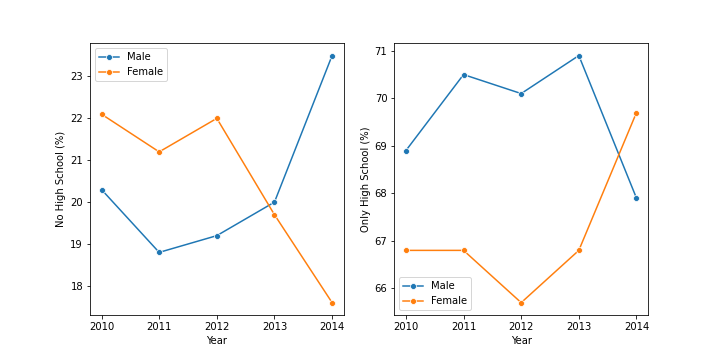 Male
Female
No High School (%)
23
22
21
20
19
18
2010 2011 2012 2013 2014
Year
Only High School (%)
71
70
69
68
67
66
Male
Female
2010 2011 2012 2013 2014
Year